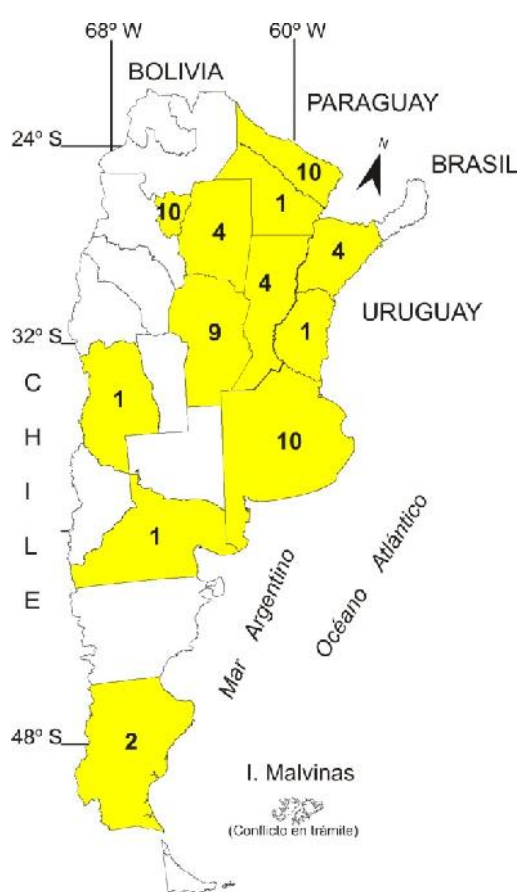 68º W
60º W
BOLIVIA
PARAGUAY
24º S
N
BRASIL
10
1
10
4
4
4
URUGUAY
32º S
9
1
C
1
H
10
I
1
L
E
Mar Argentino
Océano Atlántico
48º S
2
I. Malvinas
(Conflicto en trámite)